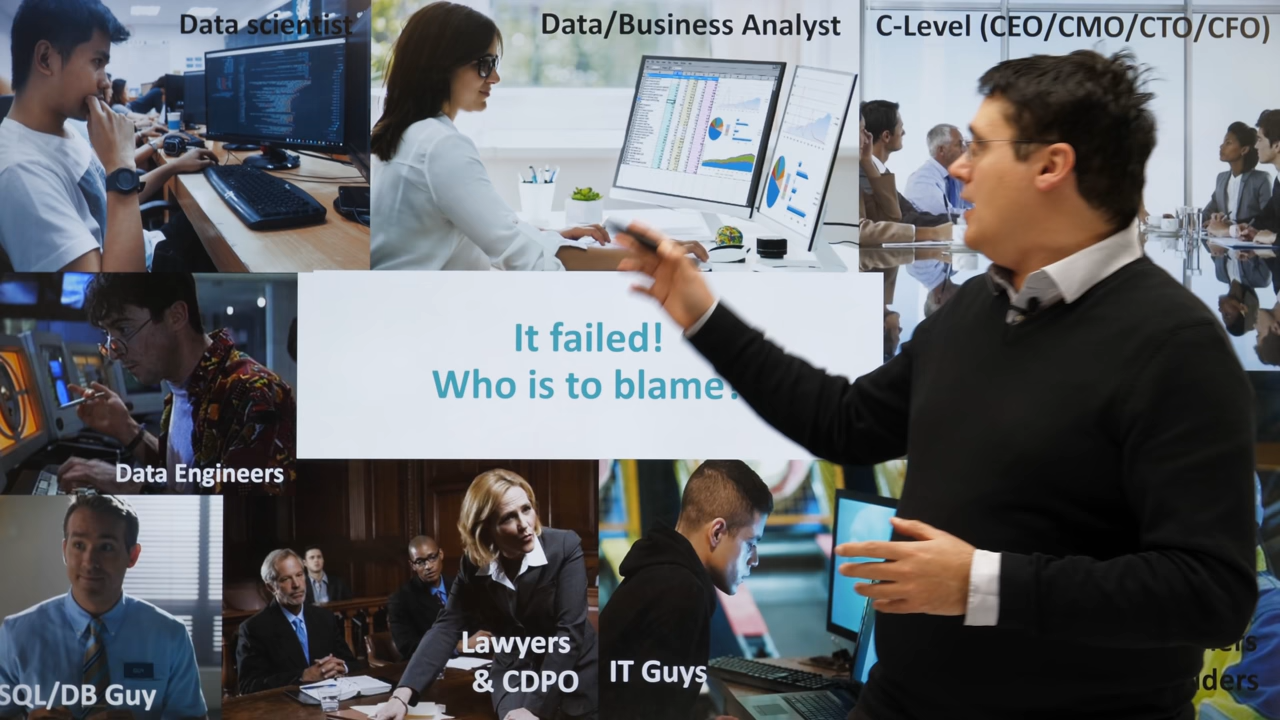 Data scientist
Data/Business Analyst
C-Level (CEO/CMO/CTO/CFO)
It failed!
Who is to blame?
Data Engineers
SQL/DB Guy
Lawyers
& CDPO
IT Guys